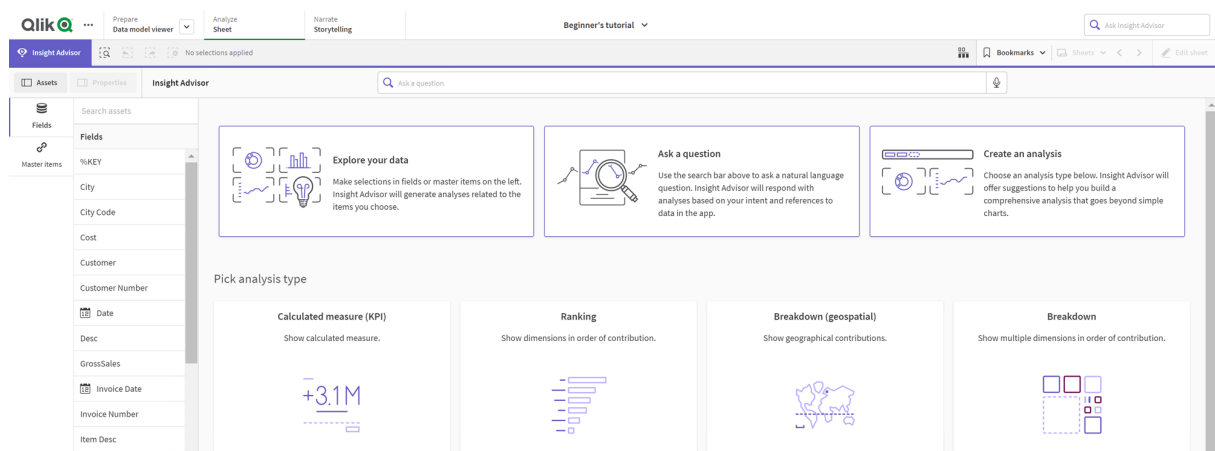 Qlik
Prepare
Data model viewer
Analyze
Sheet
Narrate
Storytelling
Beginner's tutorial
Ask Insight Advisor
Insight Advisor
No selections applied
Bookmarks
Sheets
Edit sheet
Assets
Properties
Insight Advisor
Ask a question
Fields
Master items
Search assets
Fields
%KEY
City
City Code
Cost
Customer
Customer Number
Date
Desc
GrossSales
Invoice Date
Invoice Number
Item Desc
Explore your data
Make selections in fields or master items on the left.
Insight Advisor will generate analyses related to the
items you choose.
Ask a question
Use the search bar above to ask a natural language
question. Insight Advisor will respond with
analyses based on your intent and references to
data in the app.
Create an analysis
Choose an analysis type below. Insight Advisor will
offer suggestions to help you build a
comprehensive analysis that goes beyond simple
charts.
Pick analysis type
Calculated measure (KPI)
Show calculated measure.
+3.1M
Ranking
Show dimensions in order of contribution.
Breakdown (geospatial)
Show geographical contributions.
Breakdown
Show multiple dimensions in order of contribution.